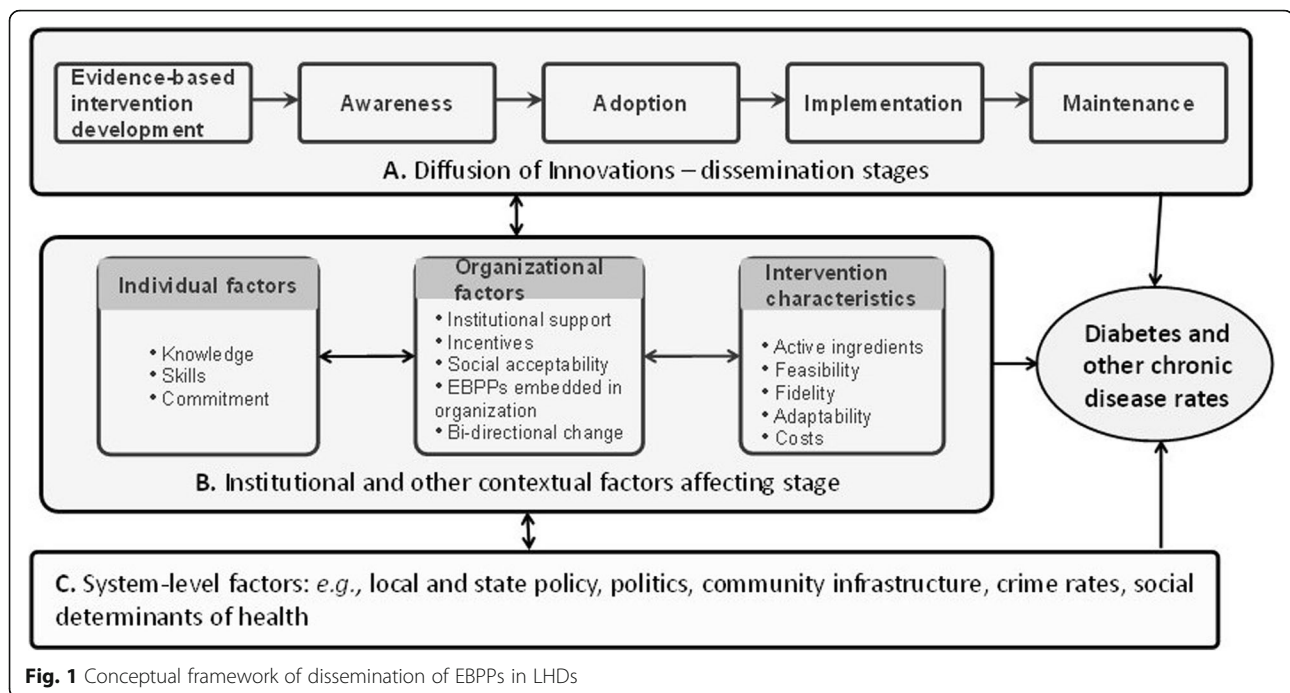 Evidence-based
intervention
development
Awareness
Adoption
Implementation
Maintenance
A. Diffusion of Innovations – dissemination stages
Individual factors
• Knowledge
• Skills
• Commitment
Organizational
factors
• Institutional support
• Incentives
• Social acceptability
• EBPPs embedded in
organization
• Bi-directional change
Intervention
characteristics
• Active ingredients
• Feasibility
• Fidelity
• Adaptability
• Costs
B. Institutional and other contextual factors affecting stage
Diabetes and
other chronic
disease rates
C. System-level factors: e.g., local and state policy, politics, community infrastructure, crime rates, social
determinants of health
Fig. 1 Conceptual framework of dissemination of EBPPs in LHDs